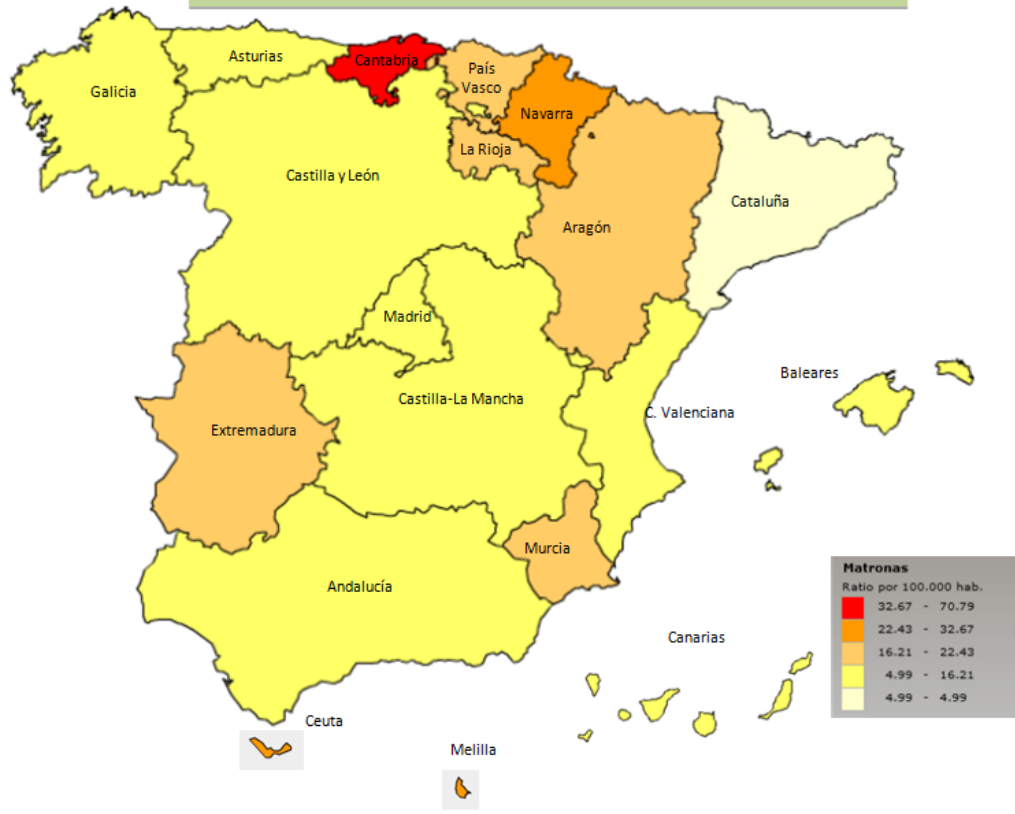 Asturias
Cantabria
País
Vasco
Galicia
Navarra
La Rioja
Castilla y León
Cataluña
Aragón
Madrid
Baleares
Castilla-La Mancha
C. Valenciana
Extremadura
Murcia
Andalucía
Matronas
Ratio por 100.000 hab.
32.67 - 70.79
22.43 - 32.67
16.21 - 22.43
4.99 - 16.21
4.99 - 4.99
Canarias
Ceuta
Melilla